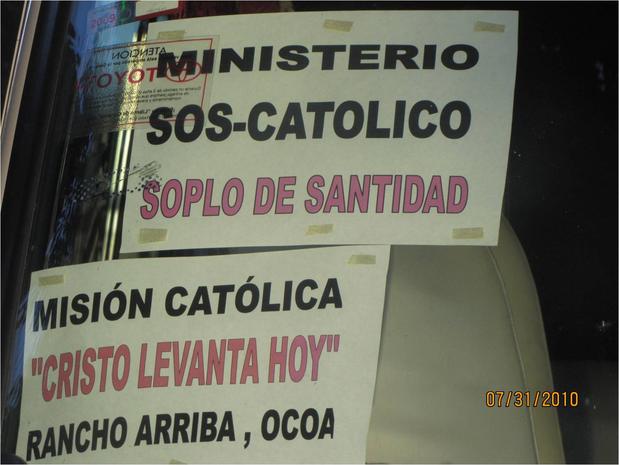 2009
ATENCION
TOYOTA
MINISTERIO
SOS-CATOLICO
SOPLO DE SANTIDAD
MISIÓN CATÓLICA
"CRISTO LEVANTA HOY"
RANCHO ARRIBA , OCOA
07/31/2010